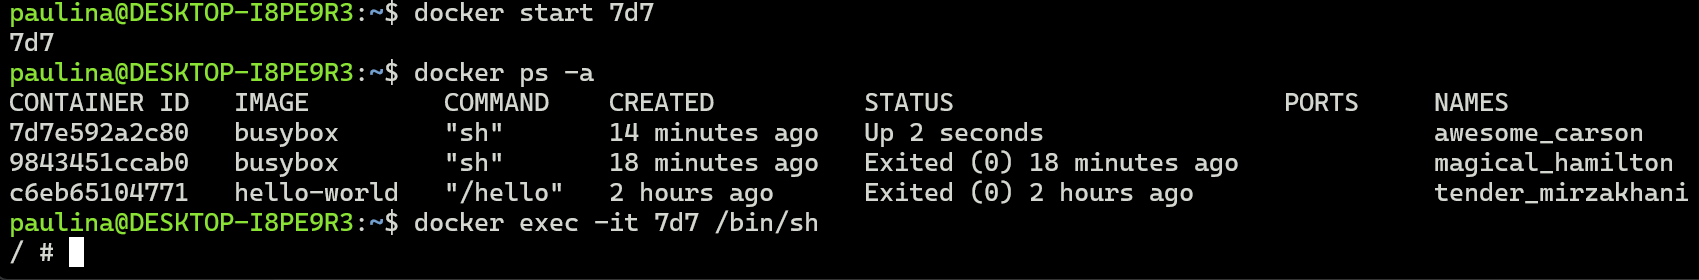 paulina@DESKTOP-I8PE9R3:~$ docker start 7d7
7d7
paulina@DESKTOP-I8PE9R3:~$ docker ps -a
CONTAINER ID   IMAGE         COMMAND    CREATED          STATUS                      PORTS     NAMES
7d7e592a2c80   busybox       "sh"       14 minutes ago   Up 2 seconds                          awesome_carson
9843451ccab0   busybox       "sh"       18 minutes ago   Exited (0) 18 minutes ago             magical_hamilton
c6eb65104771   hello-world   "/hello"   2 hours ago      Exited (0) 2 hours ago                tender_mirzakhani
paulina@DESKTOP-I8PE9R3:~$ docker exec -it 7d7 /bin/sh
/ #